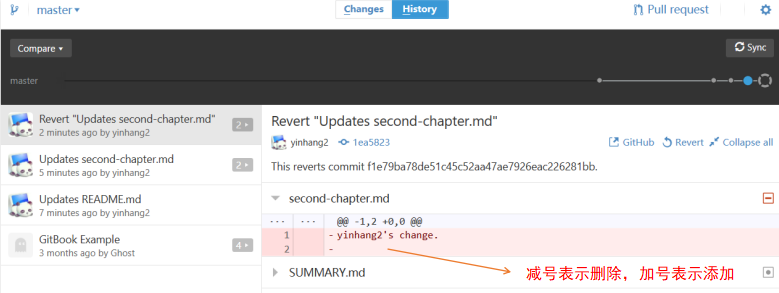 master
Changes
History
Pull request
Compare
Sync
master
Revert "Updates second-chapter.md"
2 minutes ago by yinhang2
2
Updates second-chapter.md
5 minutes ago by yinhang2
2
Updates README.md
7 minutes ago by yinhang2
GitBook Example
3 months ago by Ghost
4
Revert "Updates second-chapter.md"
yinhang2 1ea5823 GitHub Revert Collapse all
This reverts commit f1e79ba78de51c45c52aa47ae7926eac226281bb.
second-chapter.md
··· ··· @@ -1,2 +0,0 @@
1 -yinhang2's change.
2 -
SUMMARY.md
减号表示删除，加号表示添加